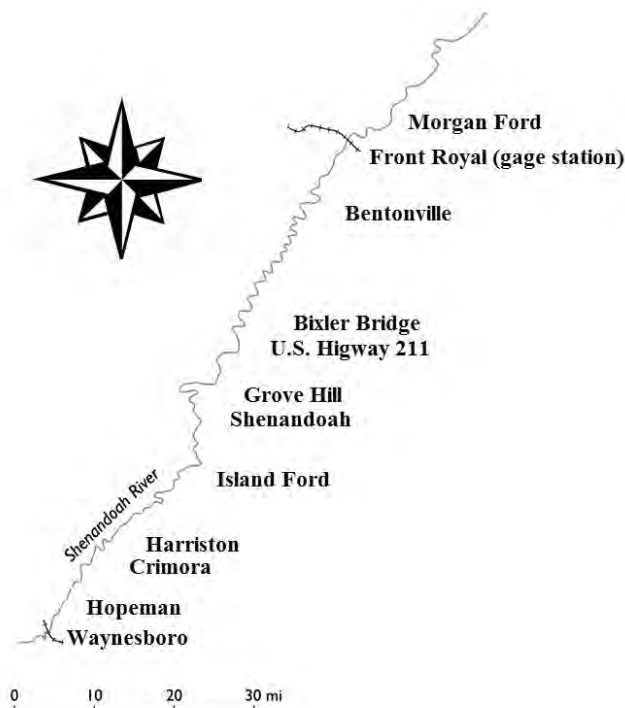 Morgan Ford
Front Royal (gage station)
Bentonville
Bixler Bridge
U.S. Higway 211
Grove Hill
Shenandoah
Island Ford
Shenandoah River
Harriston
Crimora
Hopeman
Waynesboro
0 10 20 30 mi